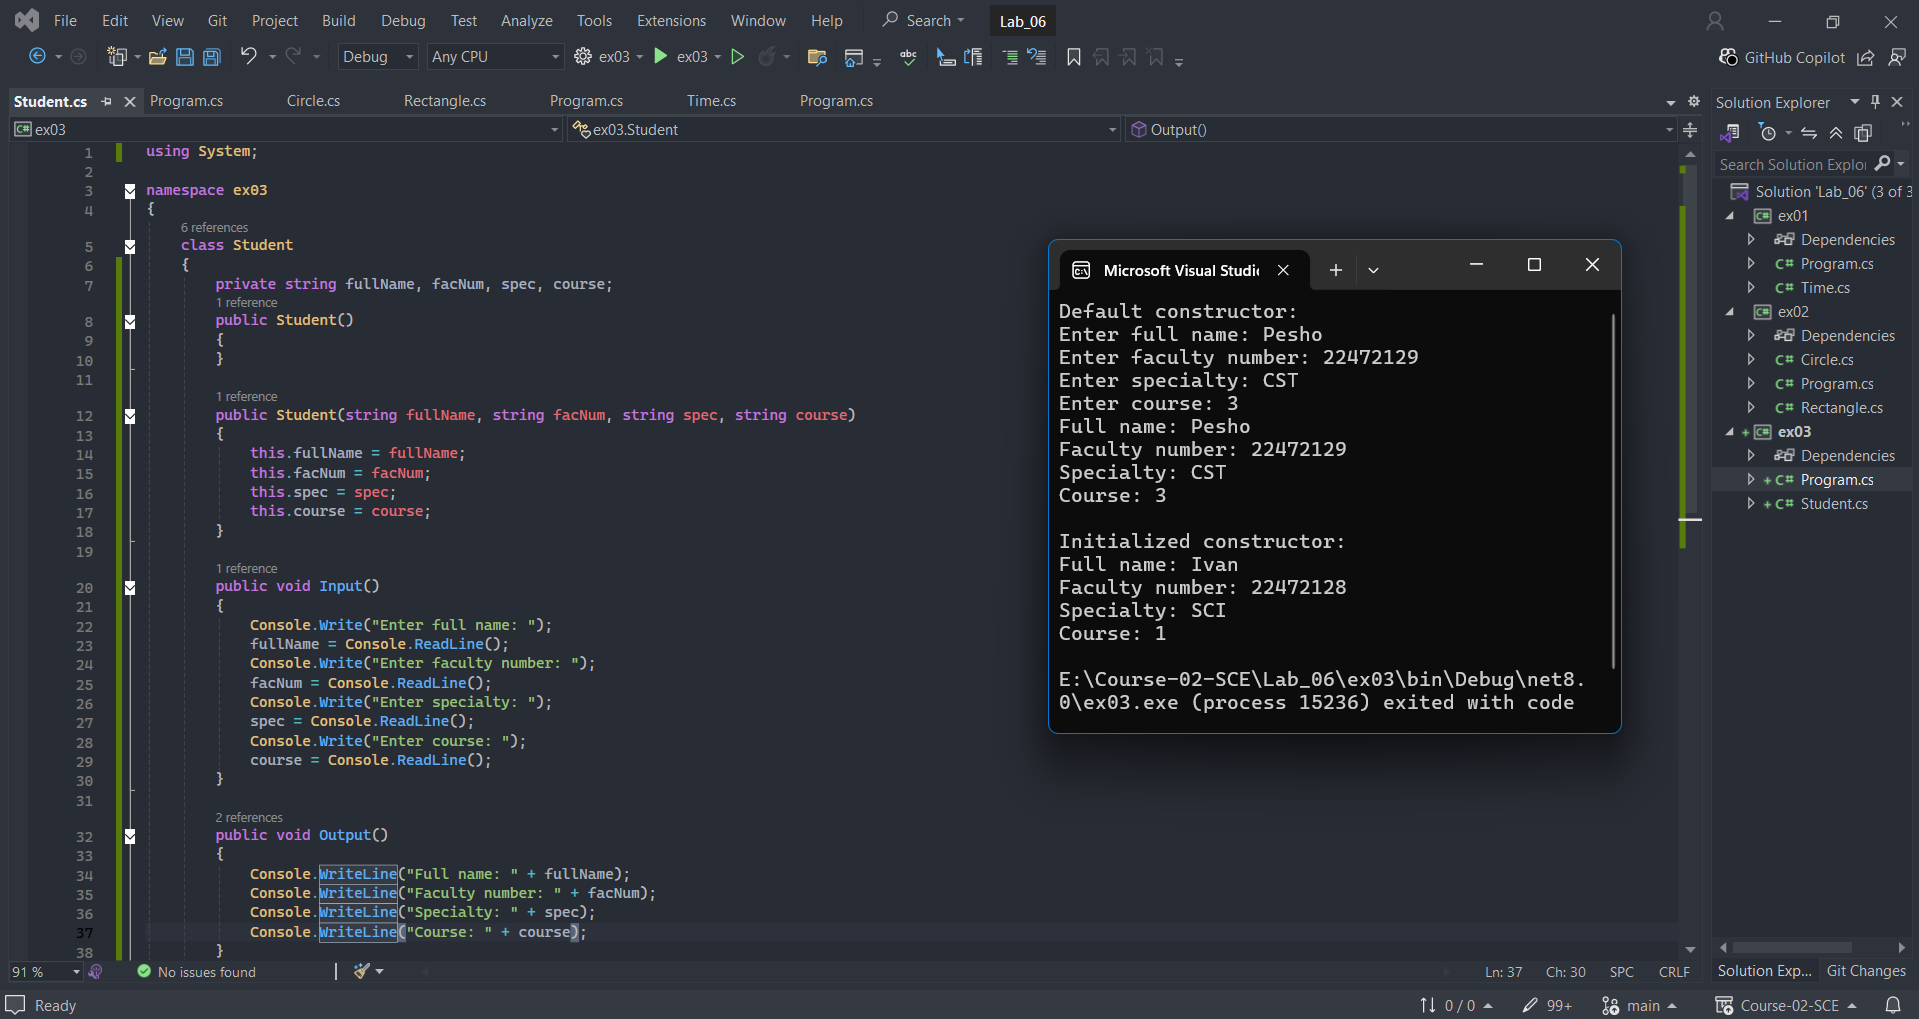 File Edit View Git Project Build Debug Test Analyze Tools Extensions Window Help Search Lab_06
Debug Any CPU ex03 ex03 abc GitHub Copilot
Student.cs Program.cs Circle.cs Rectangle.cs Program.cs Time.cs Program.cs
C# ex03 ex03.Student Output()
1 using System;
2
3 namespace ex03
4 {
6 references
5 class Student
6 {
7 private string fullName, facNum, spec, course;
1 reference
8 public Student()
9 {
10 }
11
1 reference
12 public Student(string fullName, string facNum, string spec, string course)
13 {
14 this.fullName = fullName;
15 this.facNum = facNum;
16 this.spec = spec;
17 this.course = course;
18 }
19
1 reference
20 public void Input()
21 {
22 Console.Write("Enter full name: ");
23 fullName = Console.ReadLine();
24 Console.Write("Enter faculty number: ");
25 facNum = Console.ReadLine();
26 Console.Write("Enter specialty: ");
27 spec = Console.ReadLine();
28 Console.Write("Enter course: ");
29 course = Console.ReadLine();
30 }
31
2 references
32 public void Output()
33 {
34 Console.WriteLine("Full name: " + fullName);
35 Console.WriteLine("Faculty number: " + facNum);
36 Console.WriteLine("Specialty: " + spec);
37 Console.WriteLine("Course: " + course);
38 }
Microsoft Visual Studi
Default constructor:
Enter full name: Pesho
Enter faculty number: 22472129
Enter specialty: CST
Enter course: 3
Full name: Pesho
Faculty number: 22472129
Specialty: CST
Course: 3
Initialized constructor:
Full name: Ivan
Faculty number: 22472128
Specialty: SCI
Course: 1
E:\Course-02-SCE\Lab_06\ex03\bin\Debug\net8.
0\ex03.exe (process 15236) exited with code
Solution Explorer
Search Solution Explo
Solution 'Lab_06' (3 of 3
C# ex01
Dependencies
C# Program.cs
C# Time.cs
C# ex02
Dependencies
C# Circle.cs
C# Program.cs
C# Rectangle.cs
+ C# ex03
Dependencies
+ C# Program.cs
+ C# Student.cs
91 % No issues found Ln: 37 Ch: 30 SPC CRLF
Solution Exp... Git Changes
Ready 0 / 0 99+ main Course-02-SCE